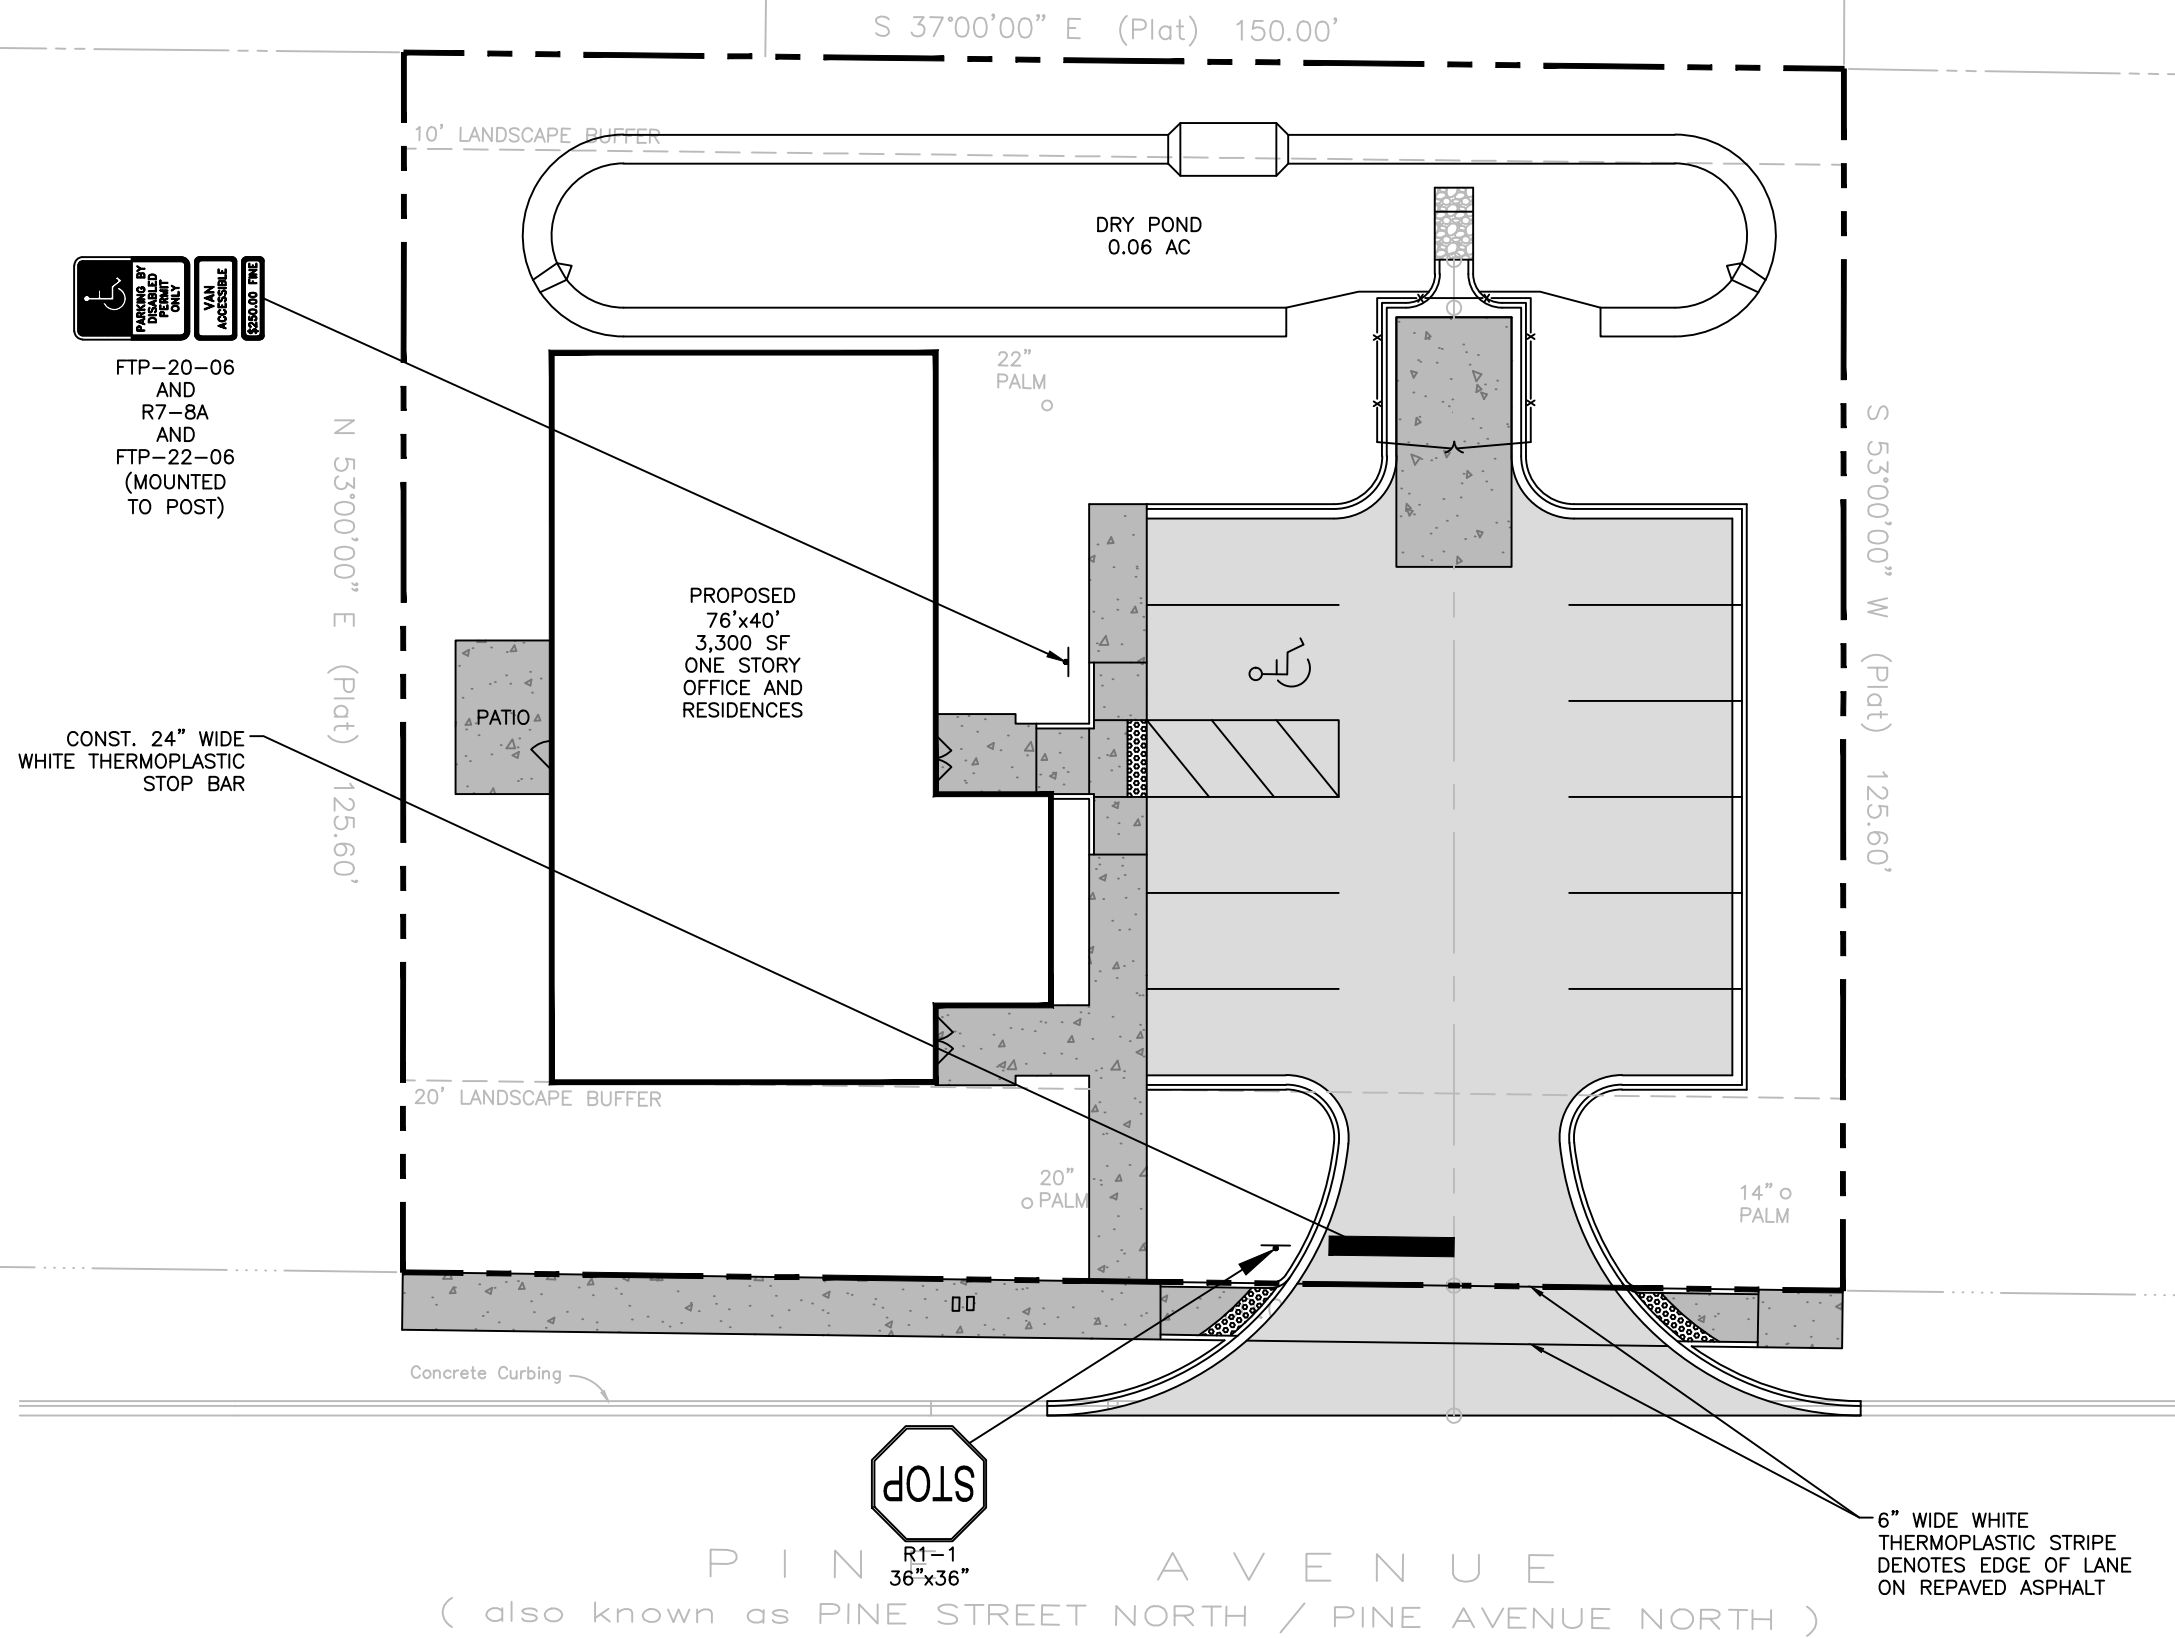 S 37°00'00" E (Plat) 150.00'
10' LANDSCAPE BUFFER
DRY POND
0.06 AC
PARKING BY
DISABLED
PERMIT
ONLY
VAN
ACCESSIBLE
$250.00 FINE
FTP-20-06
AND
R7-8A
AND
FTP-22-06
(MOUNTED
TO POST)
22"
PALM
N 53°00'00" E (Plat) 125.60'
S 53°00'00" W (Plat) 125.60'
PROPOSED
76'x40'
3,300 SF
ONE STORY
OFFICE AND
RESIDENCES
PATIO
CONST. 24" WIDE
WHITE THERMOPLASTIC
STOP BAR
20' LANDSCAPE BUFFER
20"
PALM
14"
PALM
Concrete Curbing
STOP
R1-1
36"x36"
6" WIDE WHITE
THERMOPLASTIC STRIPE
DENOTES EDGE OF LANE
ON REPAVED ASPHALT
PINE AVENUE
( also known as PINE STREET NORTH / PINE AVENUE NORTH )